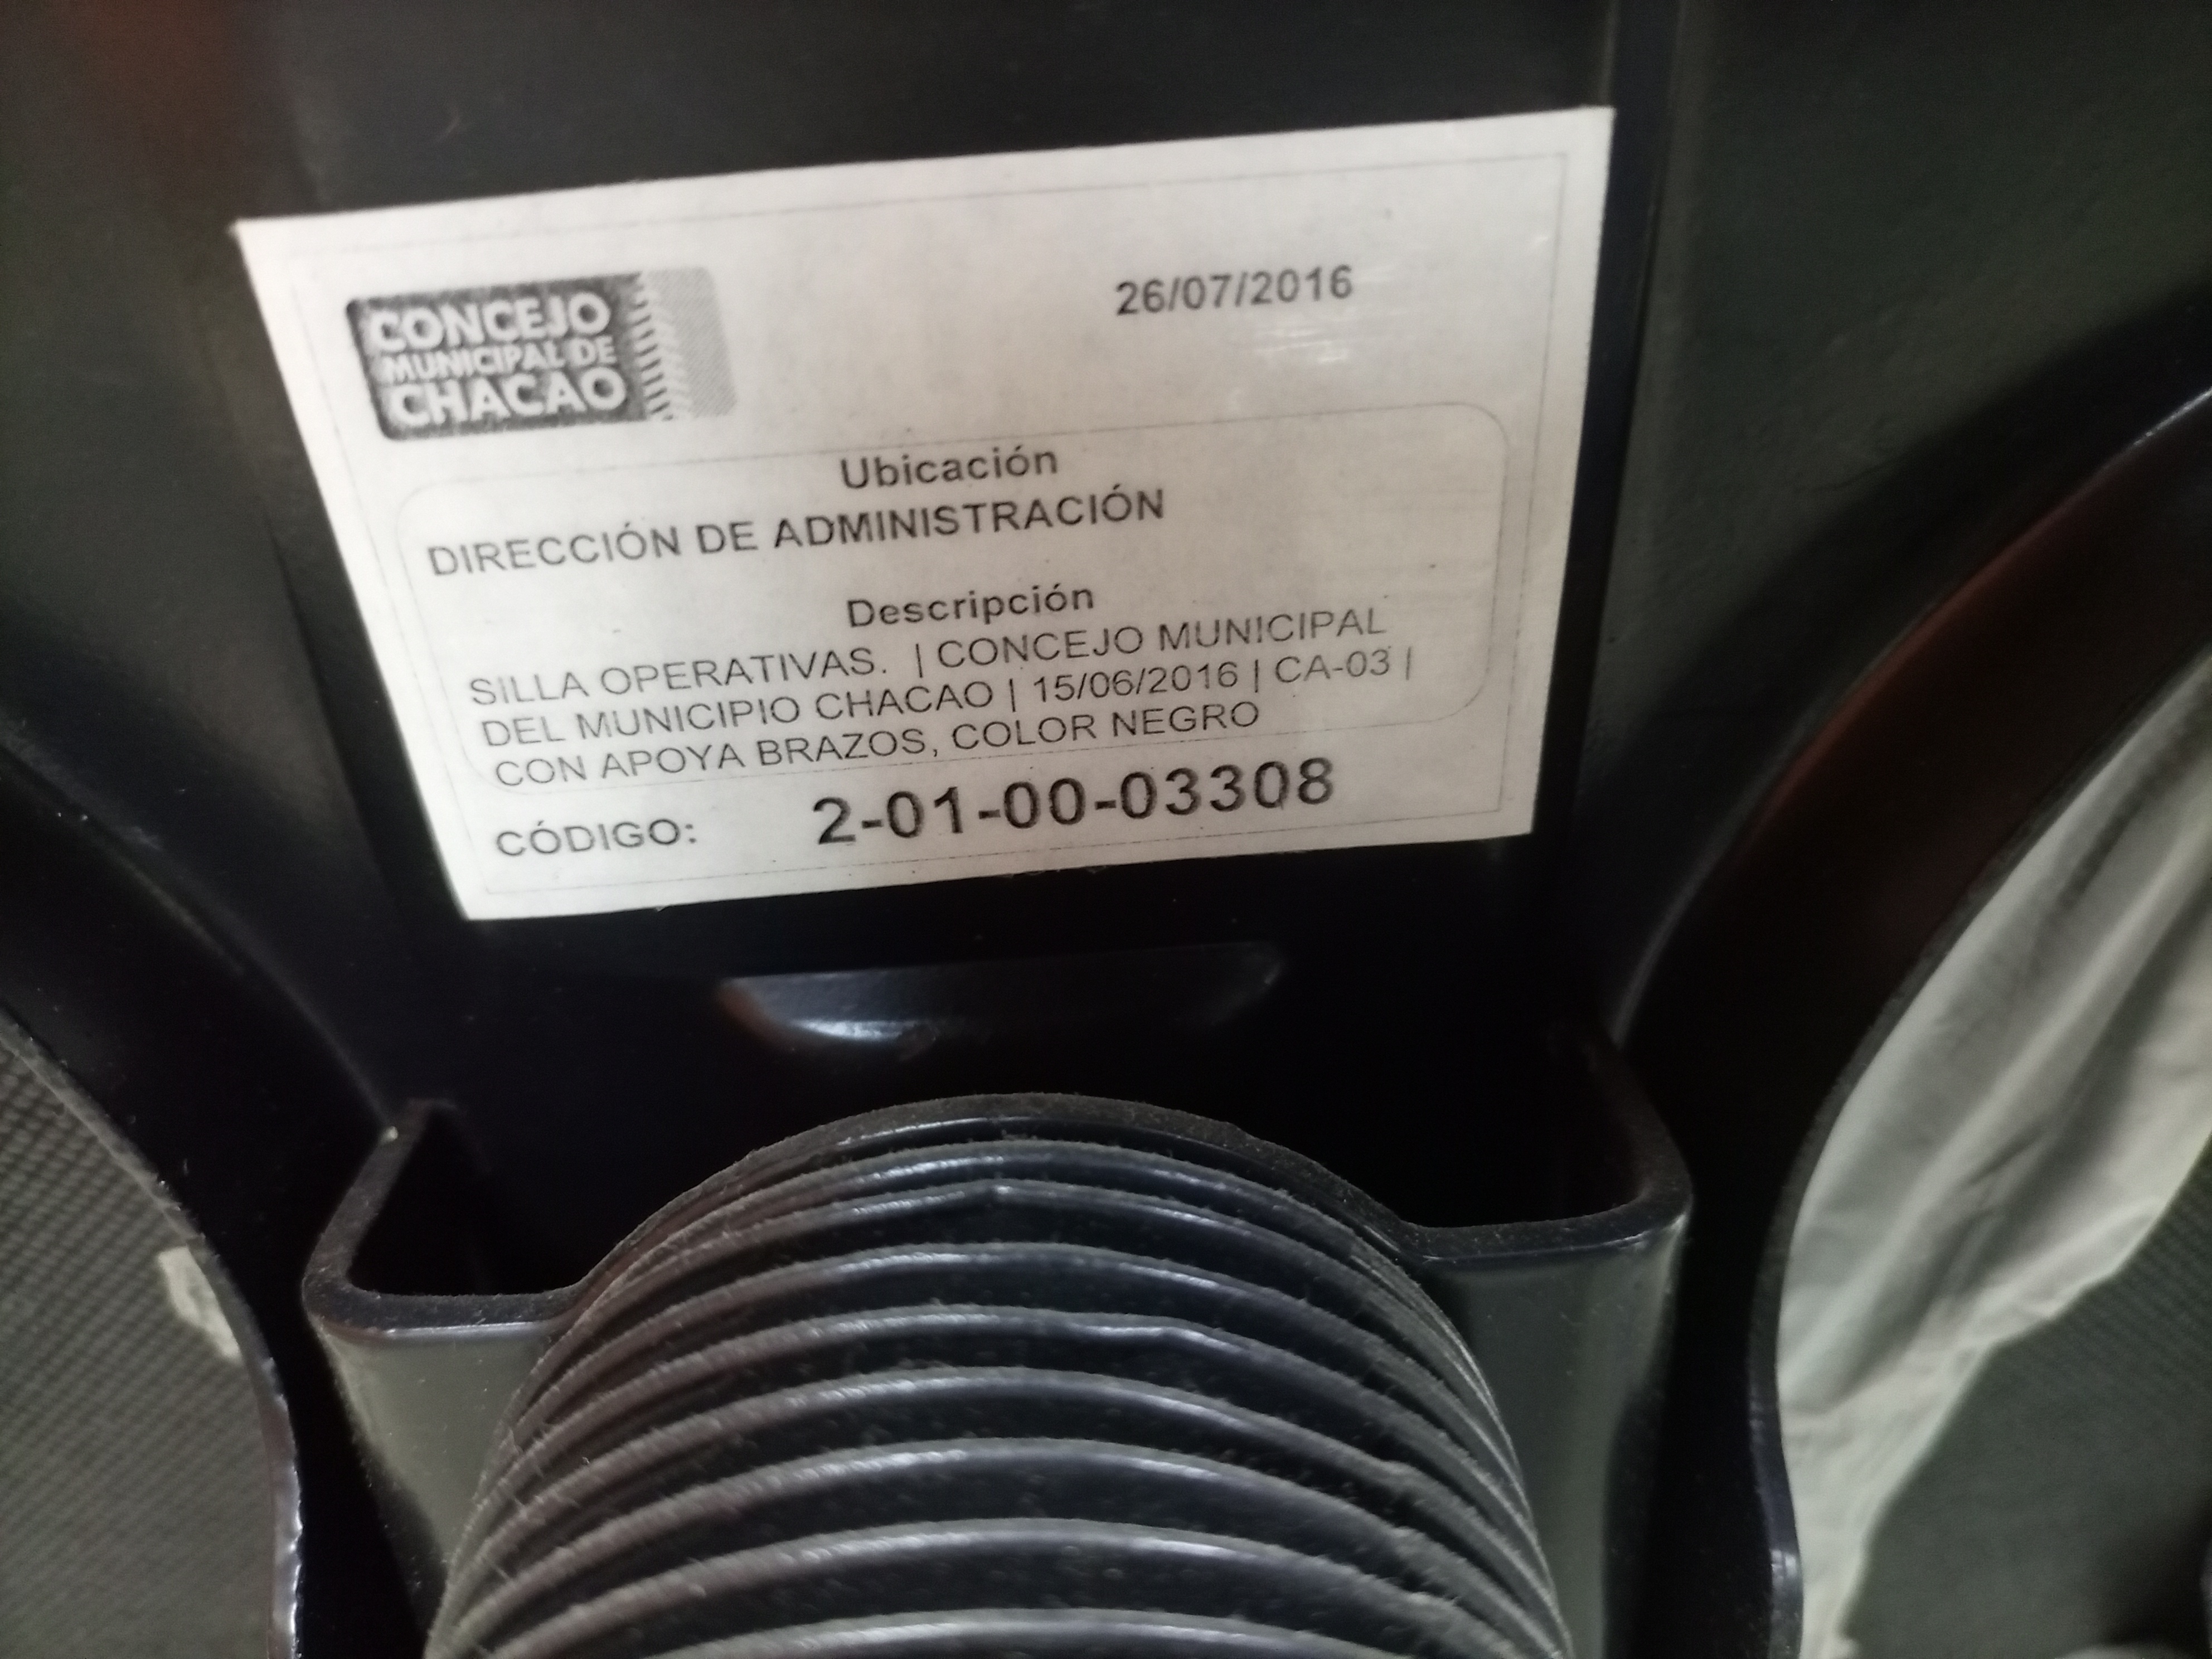 CONCEJO
MUNICIPAL DE
CHACAO
26/07/2016
Ubicación
DIRECCIÓN DE ADMINISTRACIÓN
Descripción
SILLA OPERATIVAS. | CONCEJO MUNICIPAL
DEL MUNICIPIO CHACAO | 15/06/2016 | CA-03 |
CON APOYA BRAZOS, COLOR NEGRO
CÓDIGO: 2-01-00-03308